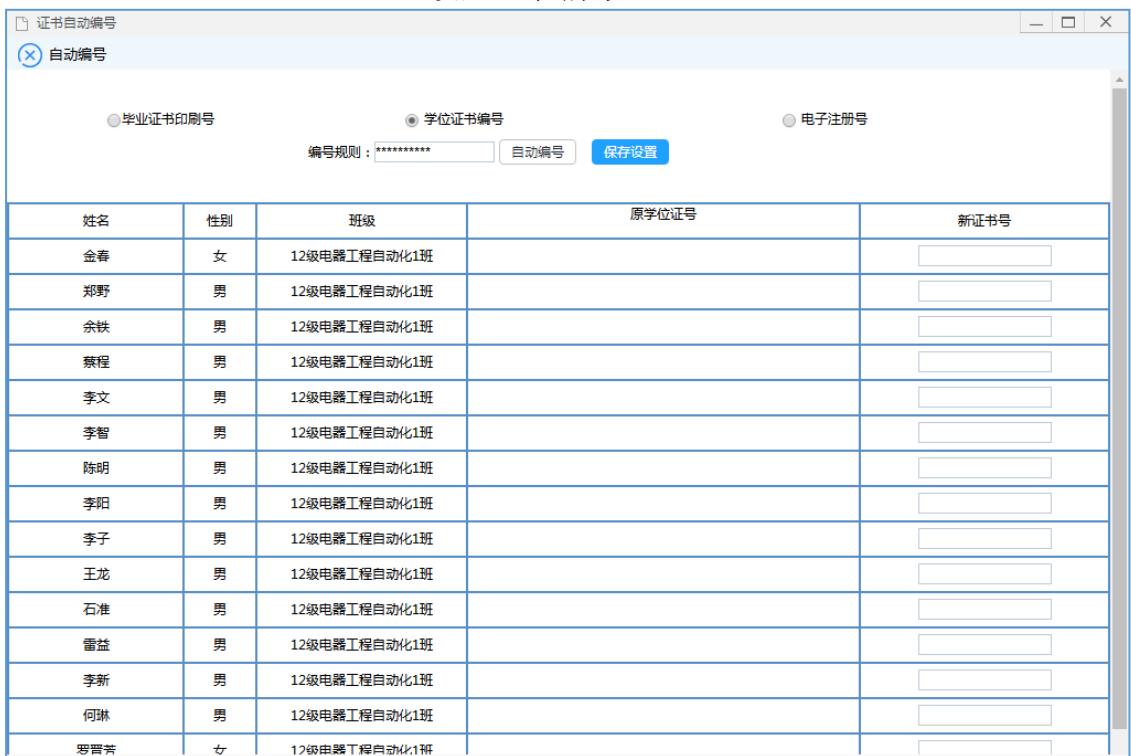 证书自动编号
自动编号
毕业证书印刷号 学位证书编号 电子注册号
编号规则：********** 自动编号 保存设置
姓名 性别 班级 原学位证号 新证书号
金春 女 12级电器工程自动化1班
郑野 男 12级电器工程自动化1班
余铁 男 12级电器工程自动化1班
蔡程 男 12级电器工程自动化1班
李文 男 12级电器工程自动化1班
李智 男 12级电器工程自动化1班
陈明 男 12级电器工程自动化1班
李阳 男 12级电器工程自动化1班
李子 男 12级电器工程自动化1班
王龙 男 12级电器工程自动化1班
石准 男 12级电器工程自动化1班
雷益 男 12级电器工程自动化1班
李新 男 12级电器工程自动化1班
何琳 男 12级电器工程自动化1班
女 12级电器工程自动化1班